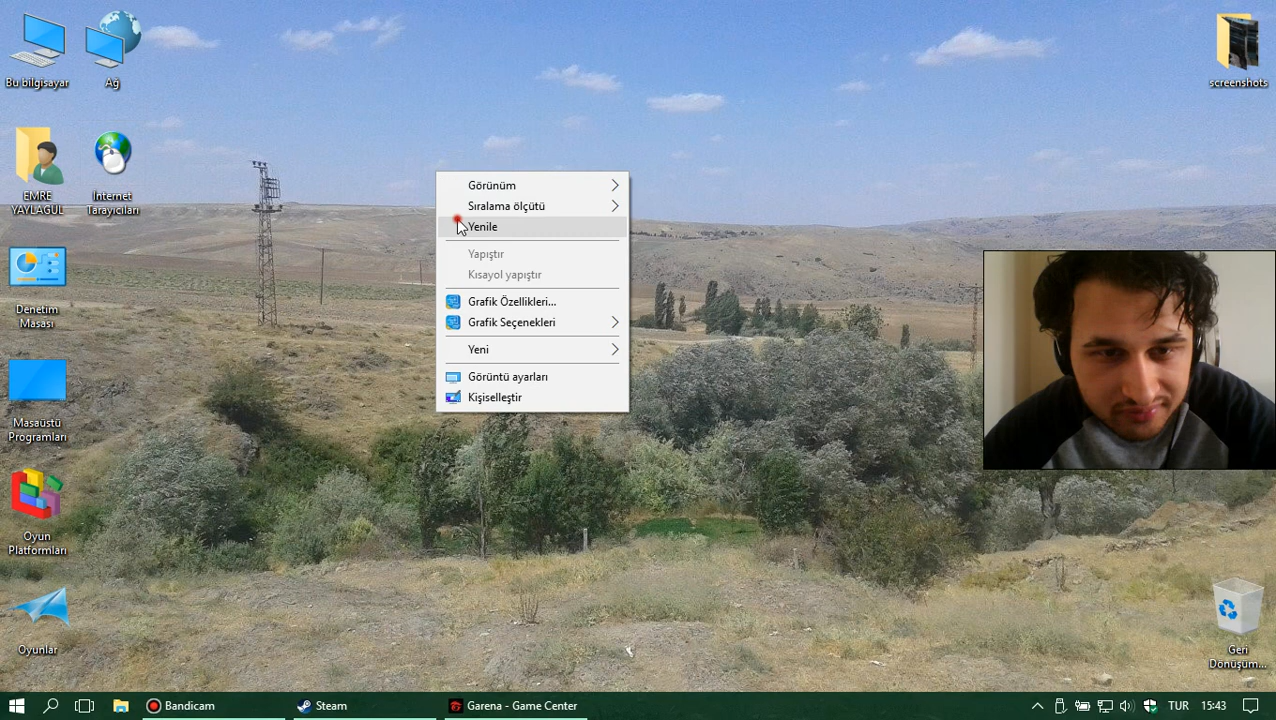 Bu bilgisayar
Ağ
screenshots
EMRE
YAYLAGÜL
İnternet
Tarayıcıları
Denetim
Masası
Masaüstü
Programları
Oyun
Platformları
Oyunlar
Geri
Dönüşüm...
Görünüm
Sıralama ölçütü
Yenile
Yapıştır
Kısayol yapıştır
Grafik Özellikleri...
Grafik Seçenekleri
Yeni
Görüntü ayarları
Kişiselleştir
Bandicam
Steam
Garena - Game Center
TUR
15:43